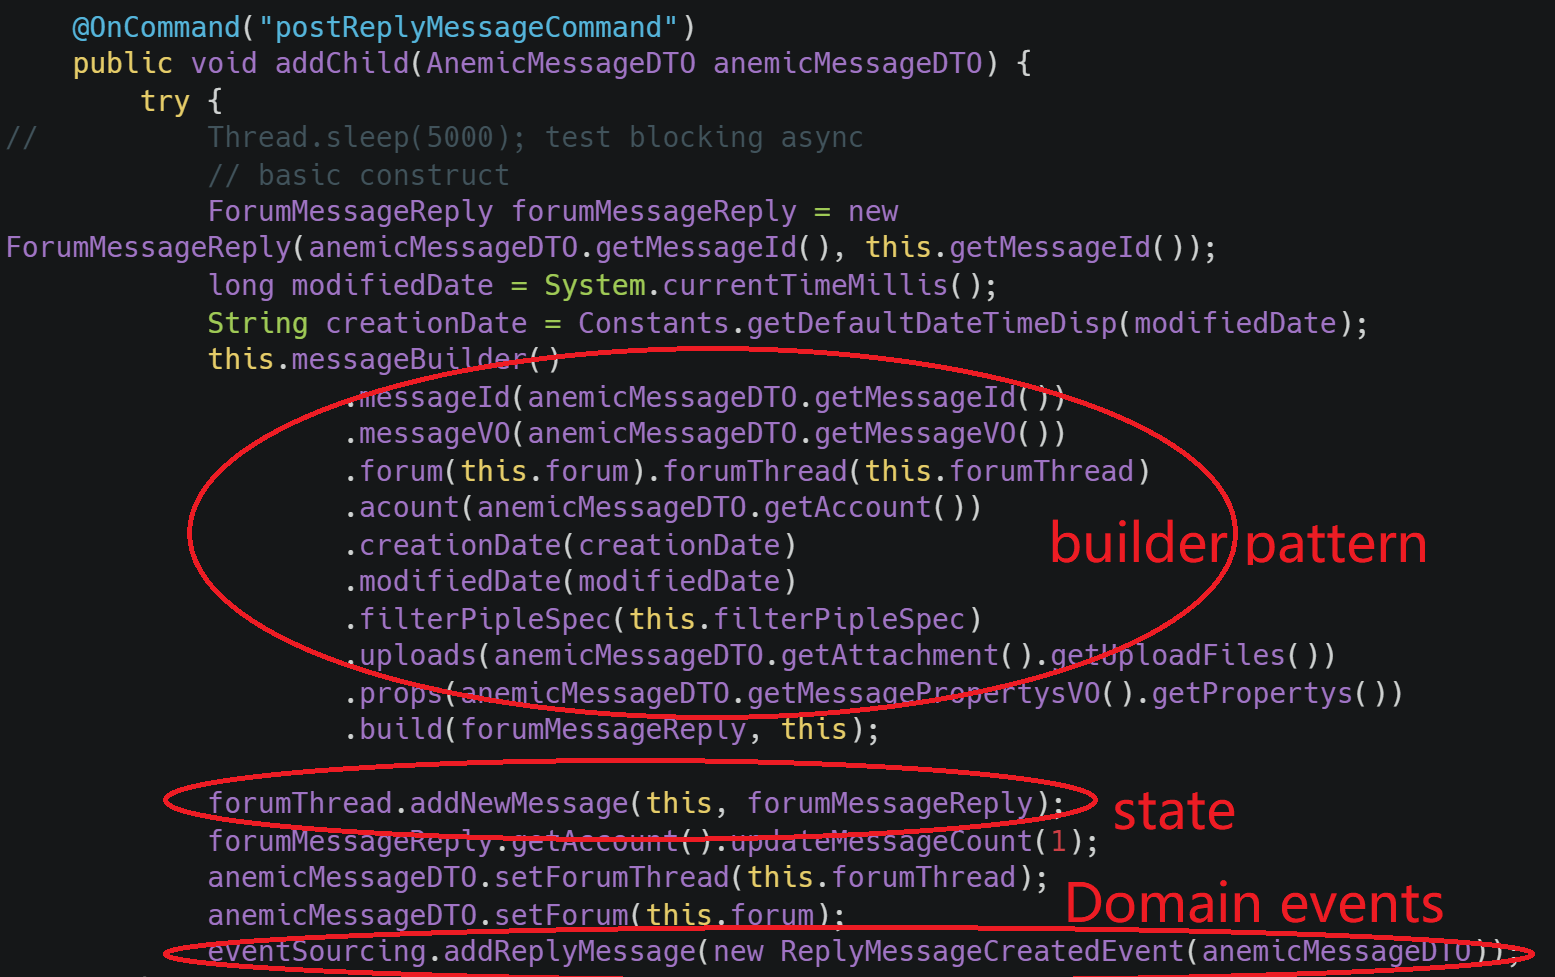 @OnCommand("postReplyMessageCommand")
public void addChild(AnemicMessageDTO anemicMessageDTO) {
try {
// Thread.sleep(5000); test blocking async
// basic construct
ForumMessageReply forumMessageReply = new
ForumMessageReply(anemicMessageDTO.getMessageId(), this.getMessageId());
long modifiedDate = System.currentTimeMillis();
String creationDate = Constants.getDefaultDateTimeDisp(modifiedDate);
this.messageBuilder()
.messageId(anemicMessageDTO.getMessageId())
.messageVO(anemicMessageDTO.getMessageVO())
.forum(this.forum).forumThread(this.forumThread)
.acount(anemicMessageDTO.getAccount())
.creationDate(creationDate)
builder pattern
.modifiedDate(modifiedDate)
.filterPipleSpec(this.filterPipleSpec)
.uploads(anemicMessageDTO.getAttachment().getUploadFiles())
.props(anemicMessageDTO.getMessagePropertysVO().getPropertys())
.build(forumMessageReply, this);
forumThread.addNewMessage(this, forumMessageReply);
state
forumMessageReply.getAccount().updateMessageCount(1);
anemicMessageDTO.setForumThread(this.forumThread);
Domain events
anemicMessageDTO.setForum(this.forum);
eventSourcing.addReplyMessage(new ReplyMessageCreatedEvent(anemicMessageDTO));